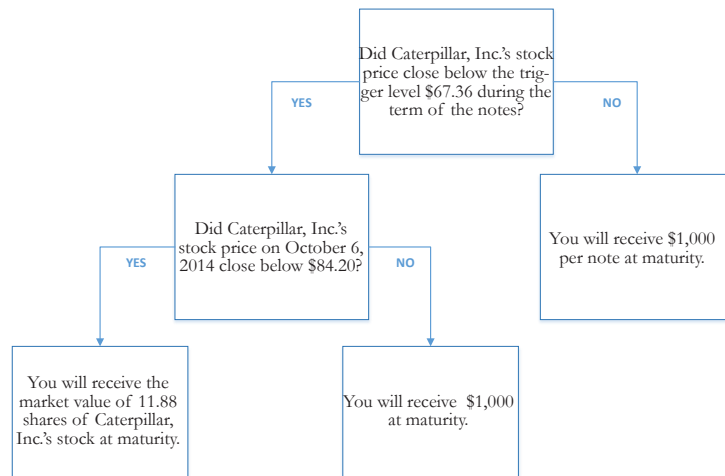 Did Caterpillar, Inc.'s stock
price close below the trig-
ger level $67.36 during the
term of the notes?
YES
NO
Did Caterpillar, Inc.'s
stock price on October 6,
2014 close below $84.20?
You will receive $1,000
per note at maturity.
YES
NO
You will receive the
market value of 11.88
shares of Caterpillar,
Inc.'s stock at maturity.
You will receive  $1,000
at maturity.